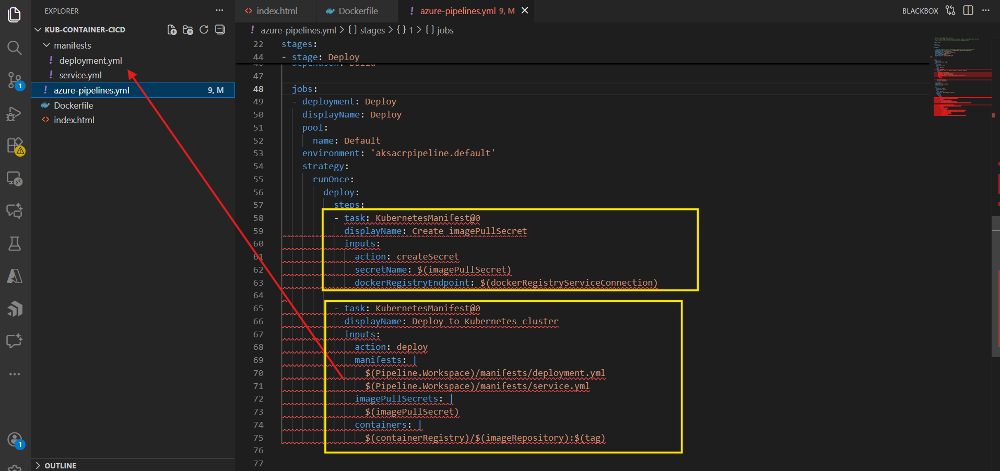 EXPLORER
KUB-CONTAINER-CICD
manifests
! deployment.yml
! service.yml
! azure-pipelines.yml 9, M
Dockerfile
<> index.html
OUTLINE
1
1
<> index.html
Dockerfile
! azure-pipelines.yml 9, M
BLACKBOX
! azure-pipelines.yml > [ ] stages > { } 1 > [ ] jobs
22 stages:
44 - stage: Deploy
47
48 jobs:
49 - deployment: Deploy
50 displayName: Deploy
51 pool:
52 name: Default
53 environment: 'aksacrpipeline.default'
54 strategy:
55 runOnce:
56 deploy:
57 steps:
58 - task: KubernetesManifest@0
59 displayName: Create imagePullSecret
60 inputs:
61 action: createSecret
62 secretName: $(imagePullSecret)
63 dockerRegistryEndpoint: $(dockerRegistryServiceConnection)
64
65 - task: KubernetesManifest@0
66 displayName: Deploy to Kubernetes cluster
67 inputs:
68 action: deploy
69 manifests: |
70 $(Pipeline.Workspace)/manifests/deployment.yml
71 $(Pipeline.Workspace)/manifests/service.yml
72 imagePullSecrets: |
73 $(imagePullSecret)
74 containers: |
75 $(containerRegistry)/$(imageRepository):$(tag)
76
77